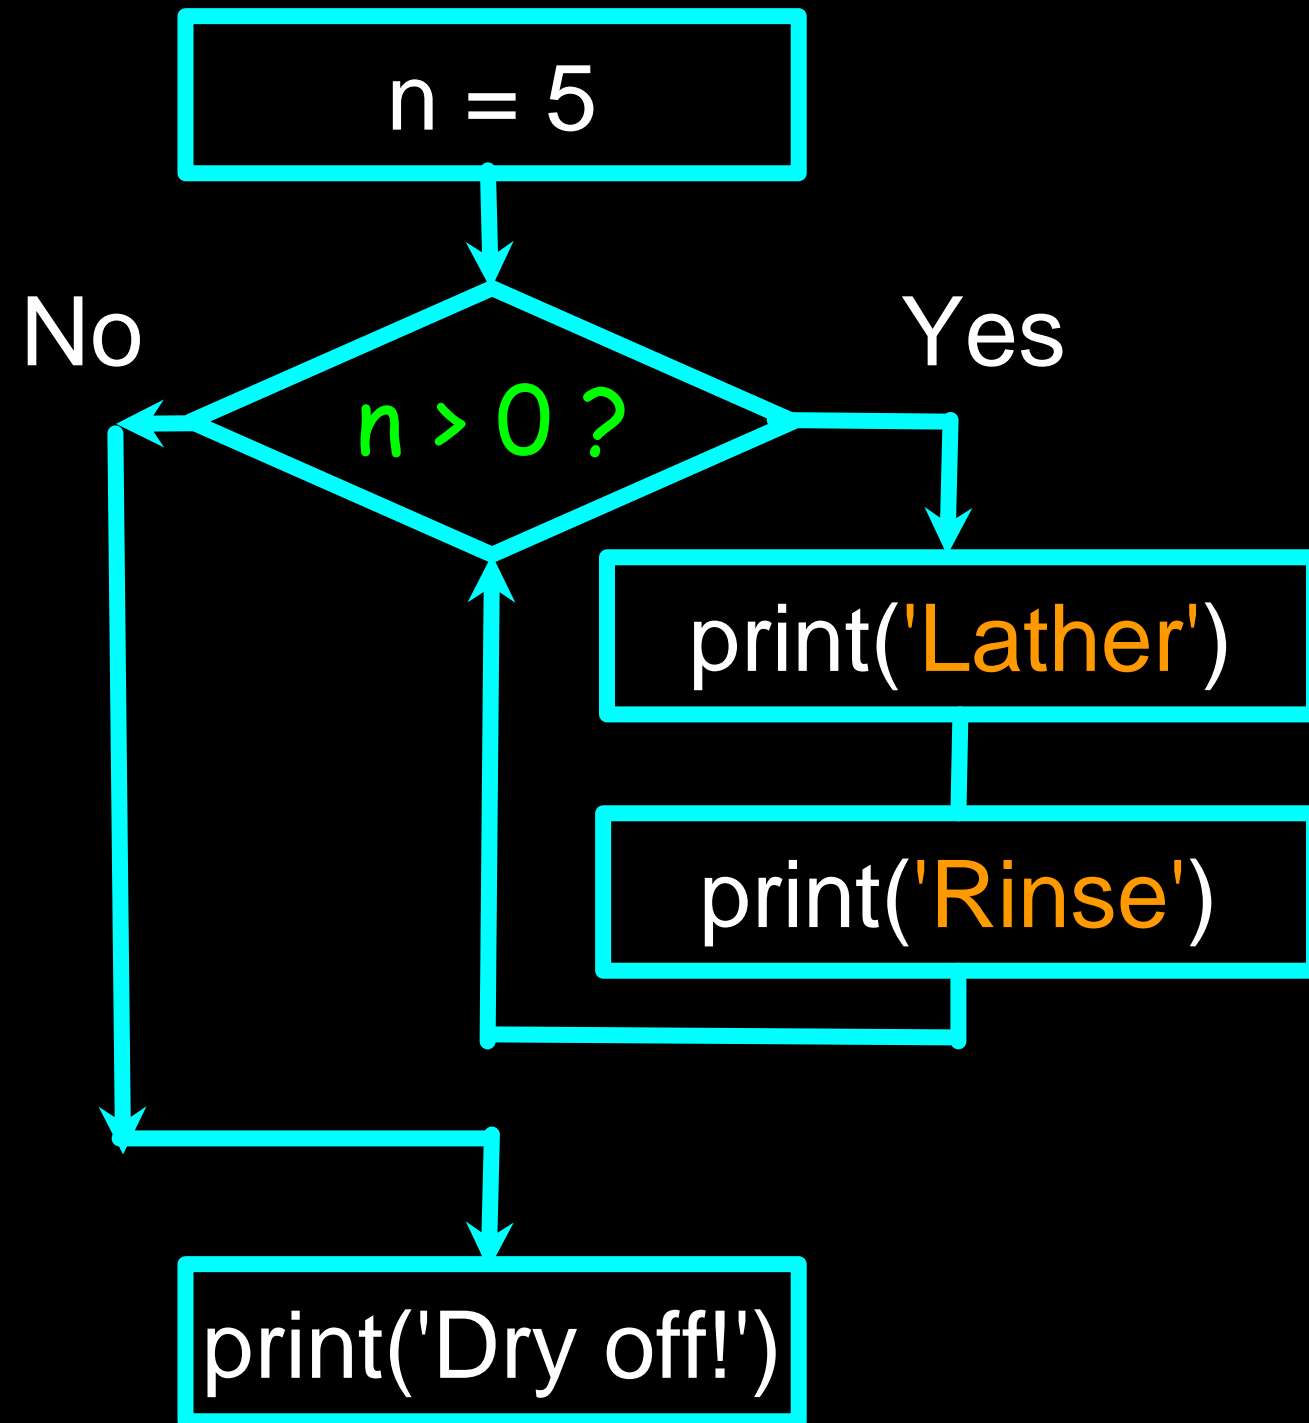 n = 5
No
Yes
n > 0 ?
print('Lather')
print('Rinse')
print('Dry off!')